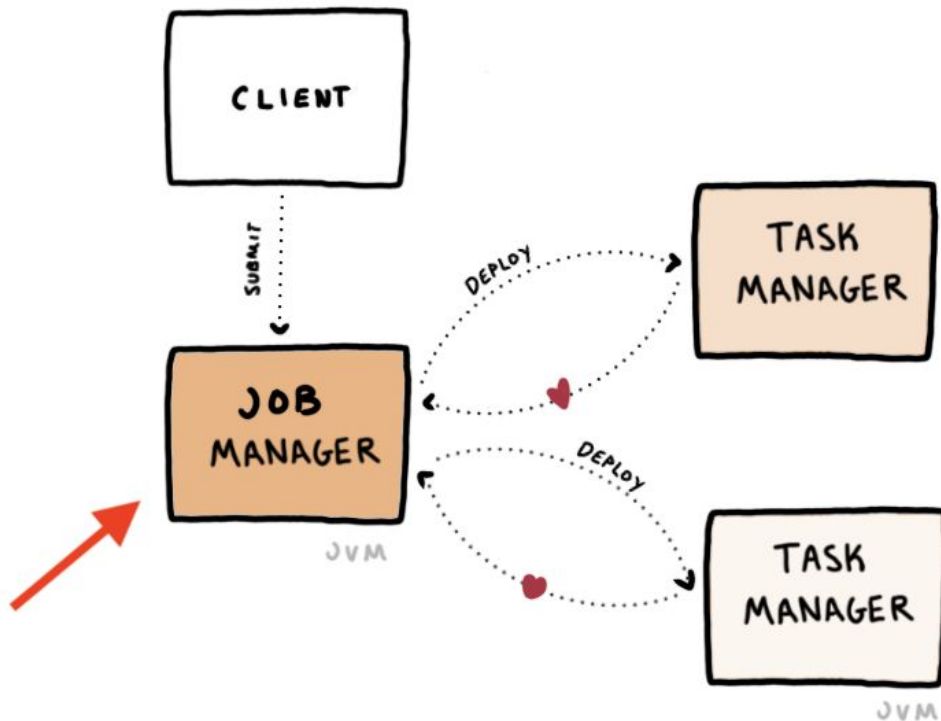 CLIENT
SUBMIT
JOB
MANAGER
JVM
DEPLOY
TASK
MANAGER
DEPLOY
TASK
MANAGER
JVM